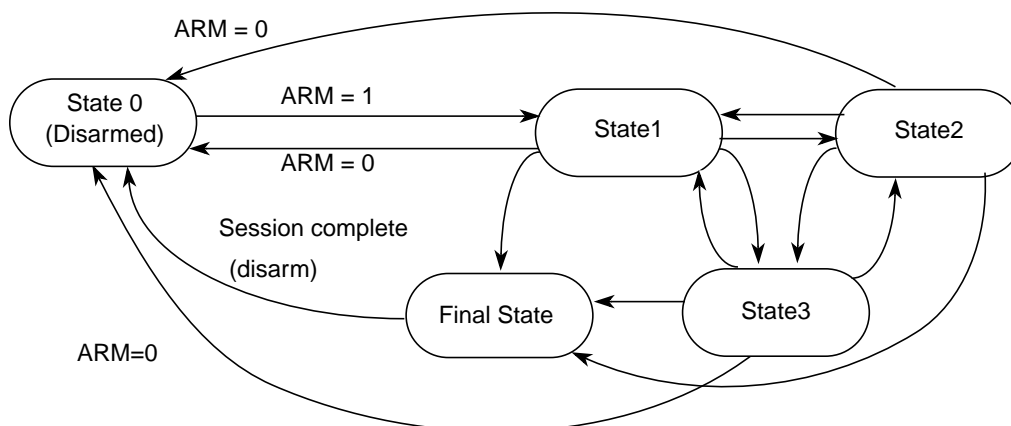 ARM = 0
State 0
(Disarmed)
ARM = 1
ARM = 0
State1
State2
Session complete
(disarm)
Final State
State3
ARM=0